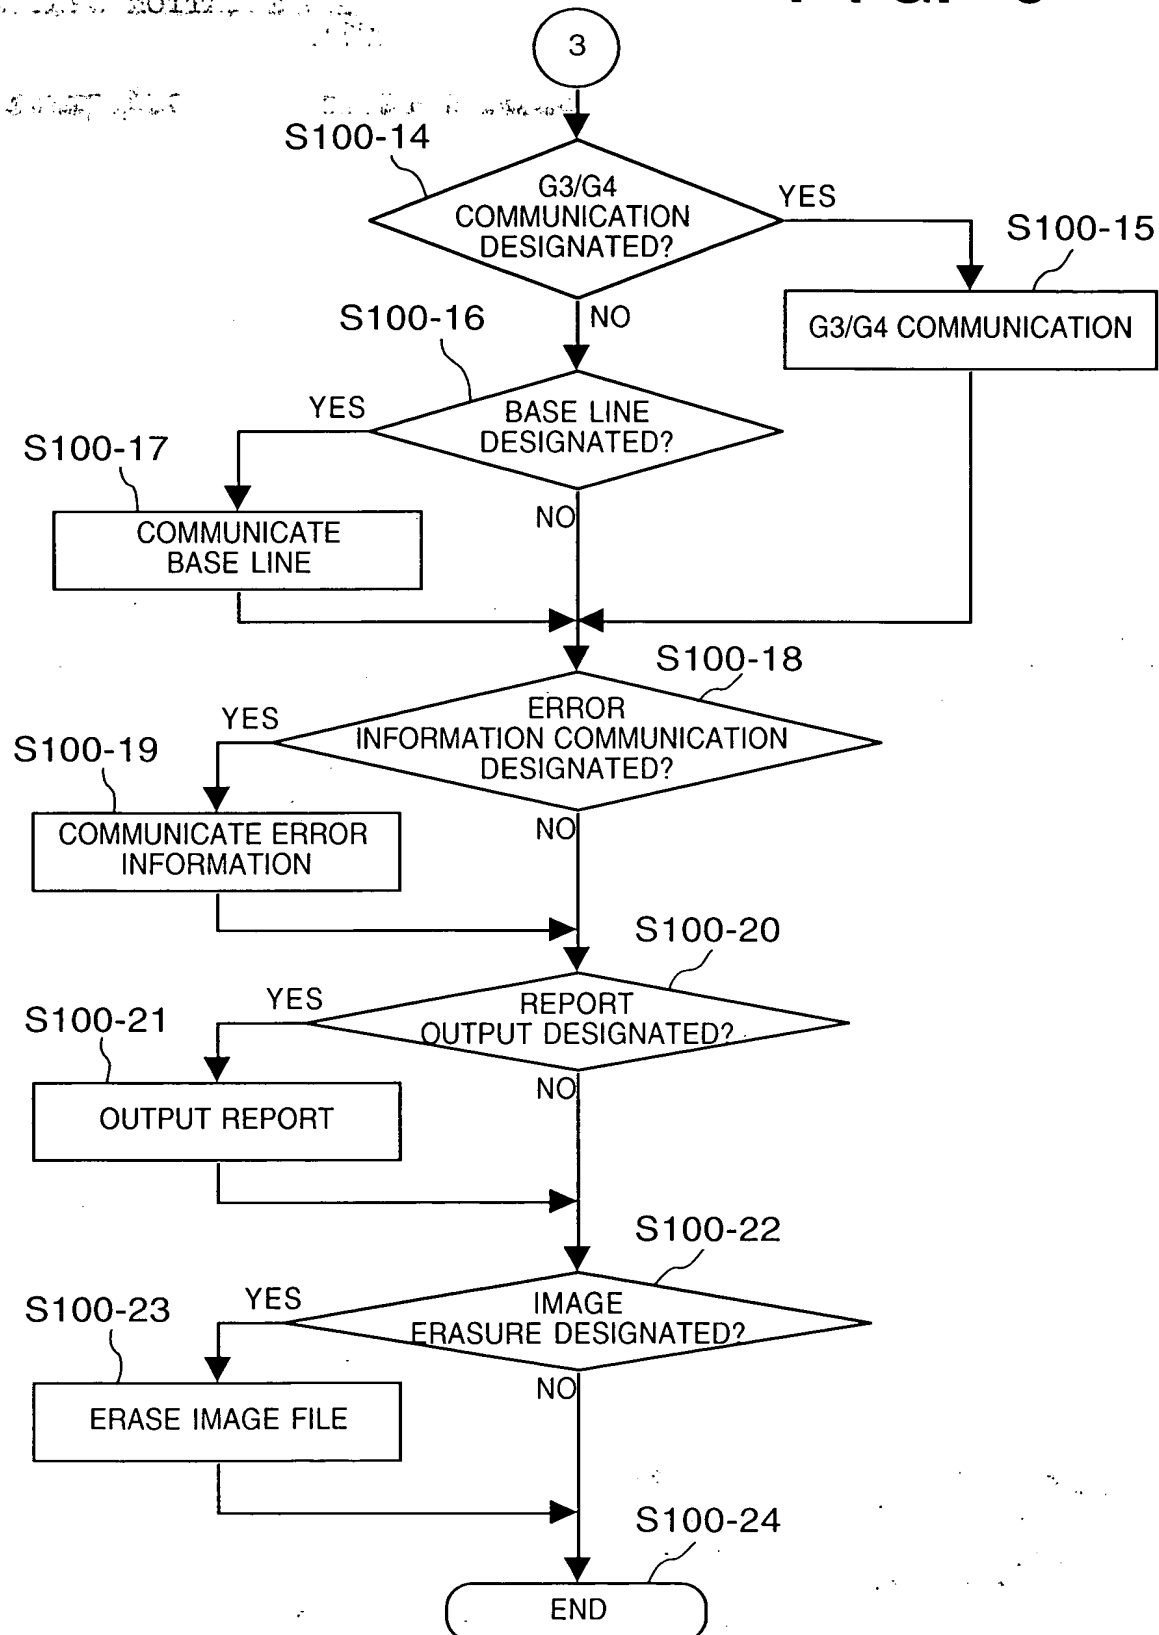 3
S100-14
G3/G4
COMMUNICATION
DESIGNATED?
YES
S100-15
G3/G4 COMMUNICATION
NO
S100-16
BASE LINE
DESIGNATED?
YES
S100-17
COMMUNICATE
BASE LINE
NO
S100-18
ERROR
INFORMATION COMMUNICATION
DESIGNATED?
YES
S100-19
COMMUNICATE ERROR
INFORMATION
NO
S100-20
REPORT
OUTPUT DESIGNATED?
YES
S100-21
OUTPUT REPORT
NO
S100-22
IMAGE
ERASURE DESIGNATED?
YES
S100-23
ERASE IMAGE FILE
NO
S100-24
END